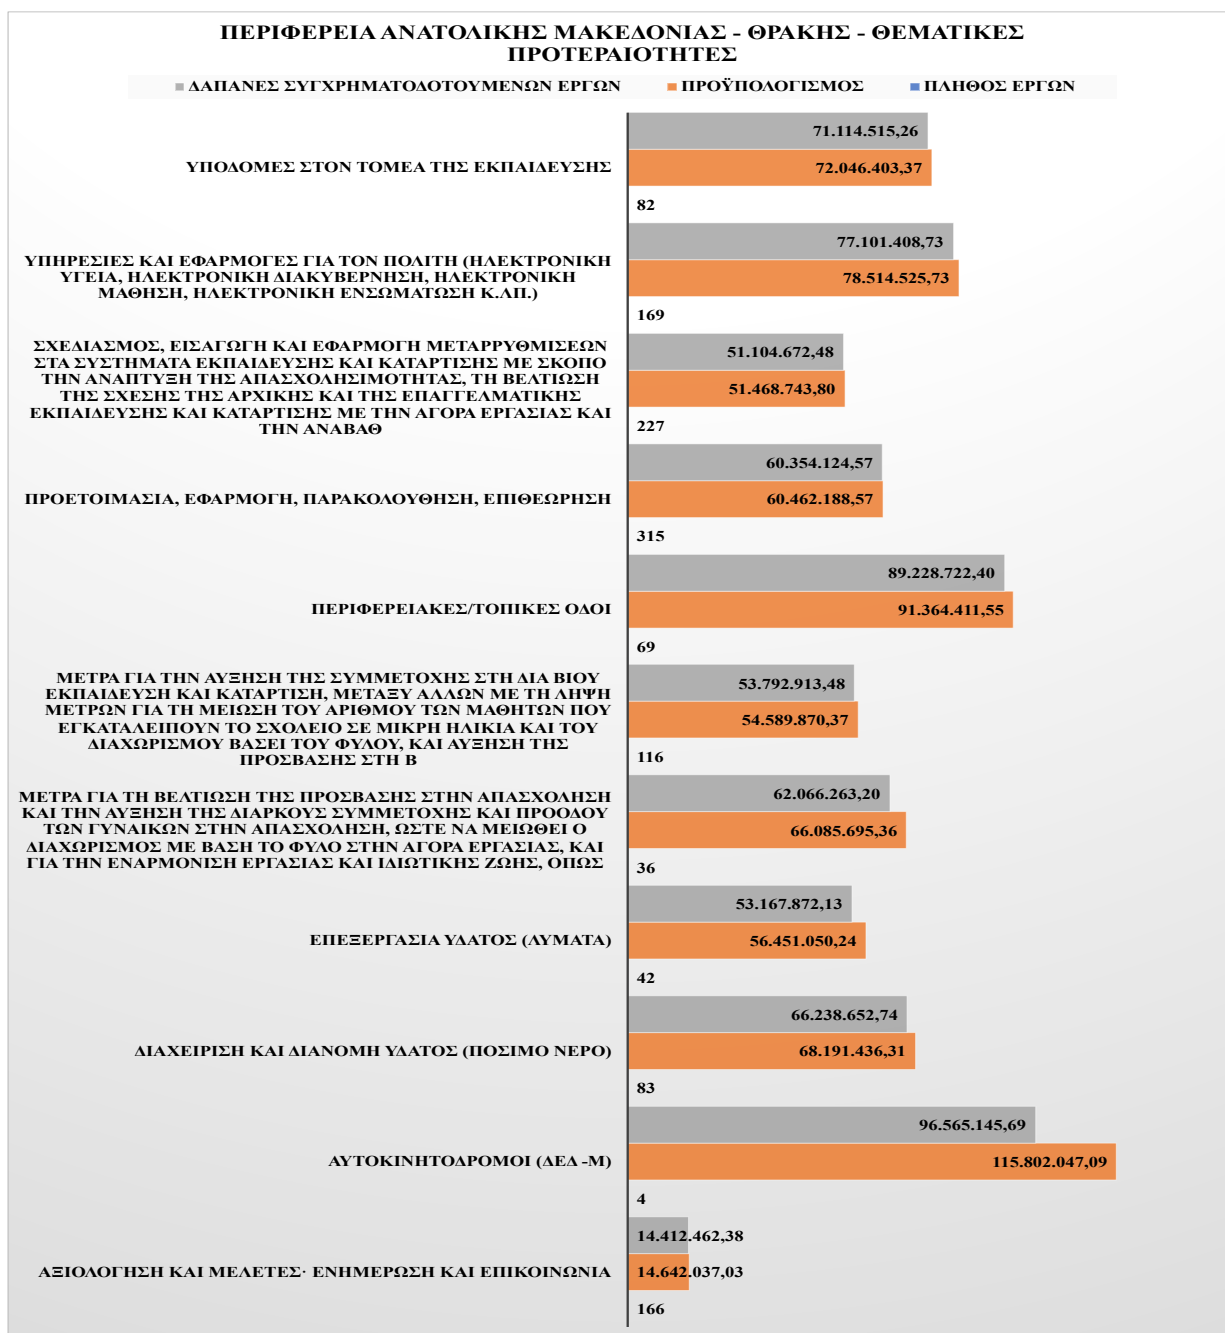 ΠΕΡΙΦΕΡΕΙΑ ΑΝΑΤΟΛΙΚΗΣ ΜΑΚΕΔΟΝΙΑΣ - ΘΡΑΚΗΣ - ΘΕΜΑΤΙΚΕΣ
ΠΡΟΤΕΡΑΙΟΤΗΤΕΣ
ΔΑΠΑΝΕΣ ΣΥΓΧΡΗΜΑΤΟΔΟΤΟΥΜΕΝΩΝ ΕΡΓΩΝ ΠΡΟΫΠΟΛΟΓΙΣΜΟΣ ΠΛΗΘΟΣ ΕΡΓΩΝ
ΥΠΟΔΟΜΕΣ ΣΤΟΝ ΤΟΜΕΑ ΤΗΣ ΕΚΠΑΙΔΕΥΣΗΣ
71.114.515,26
72.046.403,37
82
ΥΠΗΡΕΣΙΕΣ ΚΑΙ ΕΦΑΡΜΟΓΕΣ ΓΙΑ ΤΟΝ ΠΟΛΙΤΗ (ΗΛΕΚΤΡΟΝΙΚΗ
ΥΓΕΙΑ, ΗΛΕΚΤΡΟΝΙΚΗ ΔΙΑΚΥΒΕΡΝΗΣΗ, ΗΛΕΚΤΡΟΝΙΚΗ
ΜΑΘΗΣΗ, ΗΛΕΚΤΡΟΝΙΚΗ ΕΝΣΩΜΑΤΩΣΗ Κ.ΛΠ.)
77.101.408,73
78.514.525,73
169
ΣΧΕΔΙΑΣΜΟΣ, ΕΙΣΑΓΩΓΗ ΚΑΙ ΕΦΑΡΜΟΓΗ ΜΕΤΑΡΡΥΘΜΙΣΕΩΝ
ΣΤΑ ΣΥΣΤΗΜΑΤΑ ΕΚΠΑΙΔΕΥΣΗΣ ΚΑΙ ΚΑΤΑΡΤΙΣΗΣ ΜΕ ΣΚΟΠΟ
ΤΗΝ ΑΝΑΠΤΥΞΗ ΤΗΣ ΑΠΑΣΧΟΛΗΣΙΜΟΤΗΤΑΣ, ΤΗ ΒΕΛΤΙΩΣΗ
ΤΗΣ ΣΧΕΣΗΣ ΤΗΣ ΑΡΧΙΚΗΣ ΚΑΙ ΤΗΣ ΕΠΑΓΓΕΛΜΑΤΙΚΗΣ
ΕΚΠΑΙΔΕΥΣΗΣ ΚΑΙ ΚΑΤΑΡΤΙΣΗΣ ΜΕ ΤΗΝ ΑΓΟΡΑ ΕΡΓΑΣΙΑΣ ΚΑΙ
ΤΗΝ ΑΝΑΒΑΘ
51.104.672,48
51.468.743,80
227
ΠΡΟΕΤΟΙΜΑΣΙΑ, ΕΦΑΡΜΟΓΗ, ΠΑΡΑΚΟΛΟΥΘΗΣΗ, ΕΠΙΘΕΩΡΗΣΗ
60.354.124,57
60.462.188,57
315
ΠΕΡΙΦΕΡΕΙΑΚΕΣ/ΤΟΠΙΚΕΣ ΟΔΟΙ
89.228.722,40
91.364.411,55
69
ΜΕΤΡΑ ΓΙΑ ΤΗΝ ΑΥΞΗΣΗ ΤΗΣ ΣΥΜΜΕΤΟΧΗΣ ΣΤΗ ΔΙΑ ΒΙΟΥ
ΕΚΠΑΙΔΕΥΣΗ ΚΑΙ ΚΑΤΑΡΤΙΣΗ, ΜΕΤΑΞΥ ΑΛΛΩΝ ΜΕ ΤΗ ΛΗΨΗ
ΜΕΤΡΩΝ ΓΙΑ ΤΗ ΜΕΙΩΣΗ ΤΟΥ ΑΡΙΘΜΟΥ ΤΩΝ ΜΑΘΗΤΩΝ ΠΟΥ
ΕΓΚΑΤΑΛΕΙΠΟΥΝ ΤΟ ΣΧΟΛΕΙΟ ΣΕ ΜΙΚΡΗ ΗΛΙΚΙΑ ΚΑΙ ΤΟΥ
ΔΙΑΧΩΡΙΣΜΟΥ ΒΑΣΕΙ ΤΟΥ ΦΥΛΟΥ, ΚΑΙ ΑΥΞΗΣΗ ΤΗΣ
ΠΡΟΣΒΑΣΗΣ ΣΤΗ Β
53.792.913,48
54.589.870,37
116
ΜΕΤΡΑ ΓΙΑ ΤΗ ΒΕΛΤΙΩΣΗ ΤΗΣ ΠΡΟΣΒΑΣΗΣ ΣΤΗΝ ΑΠΑΣΧΟΛΗΣΗ
ΚΑΙ ΤΗΝ ΑΥΞΗΣΗ ΤΗΣ ΔΙΑΡΚΟΥΣ ΣΥΜΜΕΤΟΧΗΣ ΚΑΙ ΠΡΟΟΔΟΥ
ΤΩΝ ΓΥΝΑΙΚΩΝ ΣΤΗΝ ΑΠΑΣΧΟΛΗΣΗ, ΩΣΤΕ ΝΑ ΜΕΙΩΘΕΙ Ο
ΔΙΑΧΩΡΙΣΜΟΣ ΜΕ ΒΑΣΗ ΤΟ ΦΥΛΟ ΣΤΗΝ ΑΓΟΡΑ ΕΡΓΑΣΙΑΣ, ΚΑΙ
ΓΙΑ ΤΗΝ ΕΝΑΡΜΟΝΙΣΗ ΕΡΓΑΣΙΑΣ ΚΑΙ ΙΔΙΩΤΙΚΗΣ ΖΩΗΣ, ΟΠΩΣ
62.066.263,20
66.085.695,36
36
ΕΠΕΞΕΡΓΑΣΙΑ ΥΔΑΤΟΣ (ΛΥΜΑΤΑ)
53.167.872,13
56.451.050,24
42
ΔΙΑΧΕΙΡΙΣΗ ΚΑΙ ΔΙΑΝΟΜΗ ΥΔΑΤΟΣ (ΠΟΣΙΜΟ ΝΕΡΟ)
66.238.652,74
68.191.436,31
83
ΑΥΤΟΚΙΝΗΤΟΔΡΟΜΟΙ (ΔΕΔ -Μ)
96.565.145,69
115.802.047,09
4
ΑΞΙΟΛΟΓΗΣΗ ΚΑΙ ΜΕΛΕΤΕΣ· ΕΝΗΜΕΡΩΣΗ ΚΑΙ ΕΠΙΚΟΙΝΩΝΙΑ
14.412.462,38
14.642.037,03
166